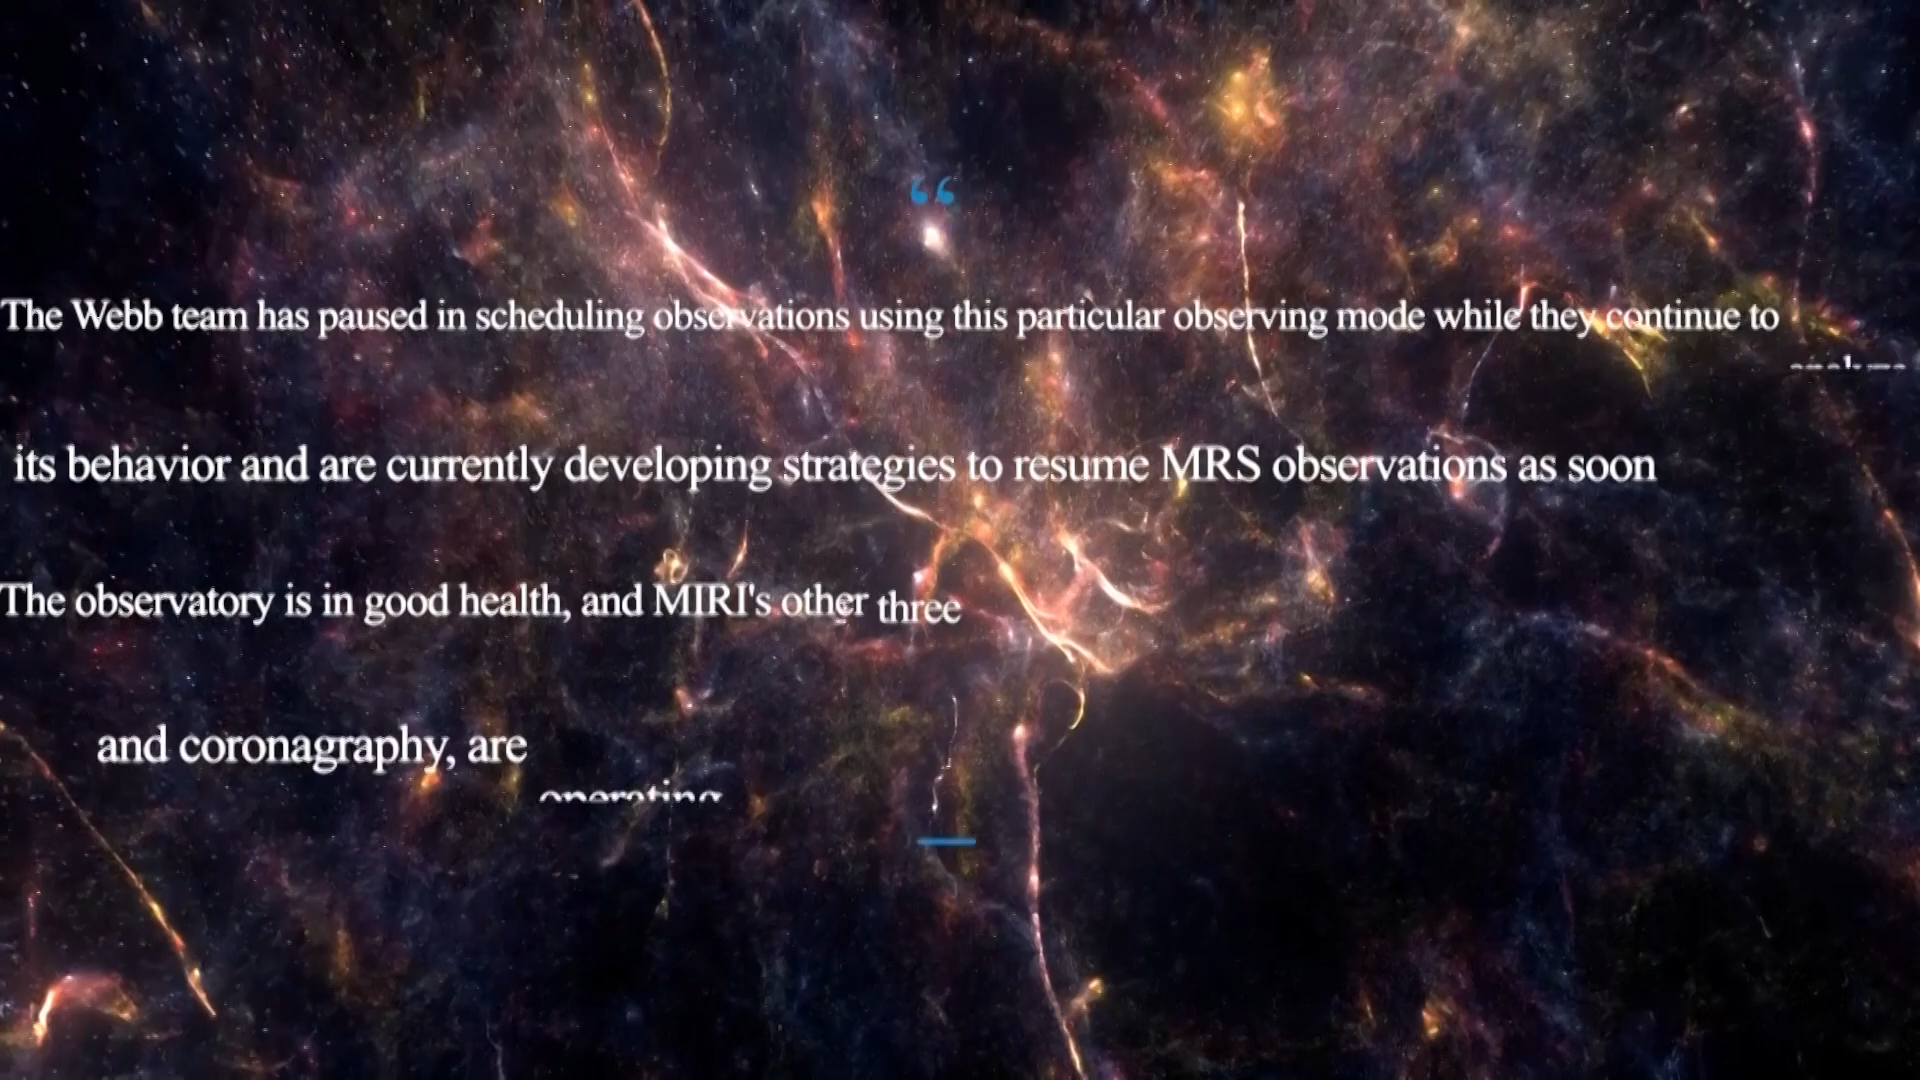 “
The Webb team has paused in scheduling observations using this particular observing mode while they continue to
its behavior and are currently developing strategies to resume MRS observations as soon
The observatory is in good health, and MIRI's other three
and coronagraphy, are operating